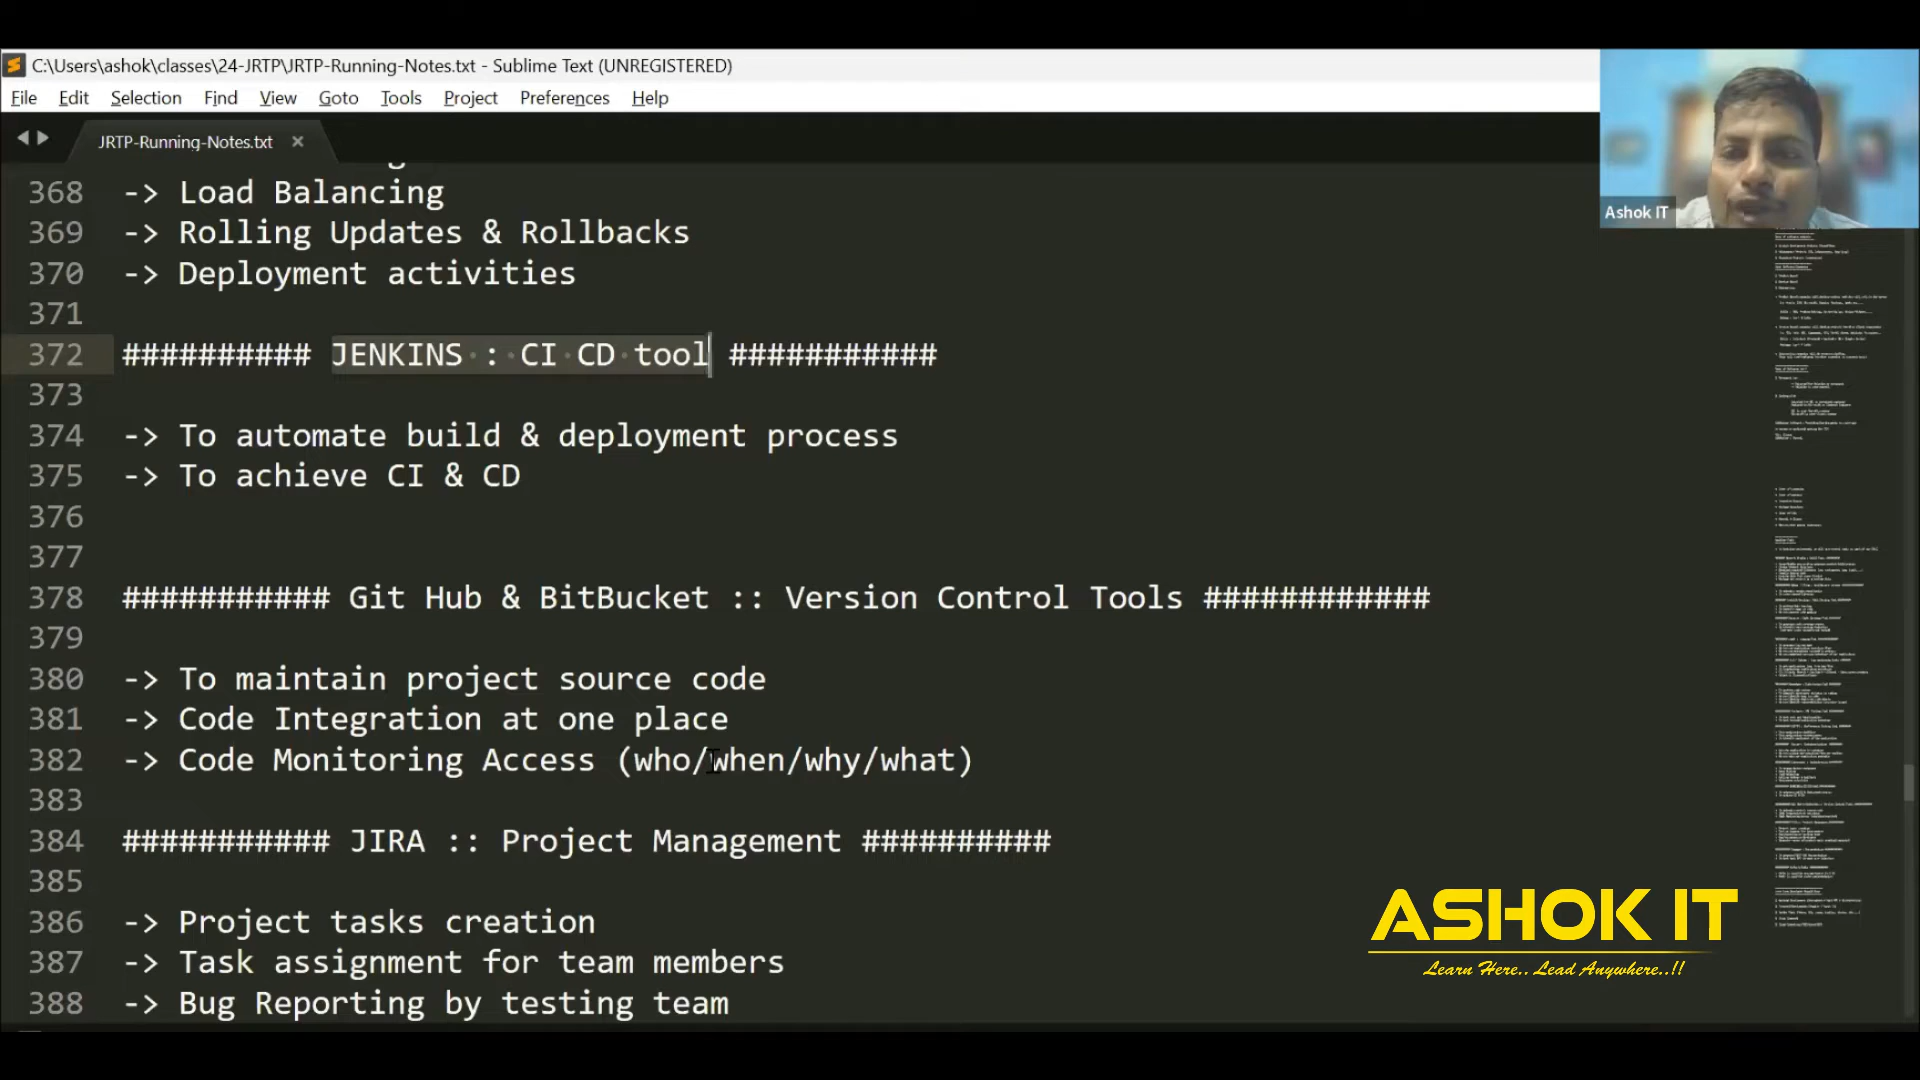 C:\Users\ashok\classes\24-JRTP\JRTP-Running-Notes.txt - Sublime Text (UNREGISTERED)
File Edit Selection Find View Goto Tools Project Preferences Help
JRTP-Running-Notes.txt ×
Ashok IT
368 -> Load Balancing
369 -> Rolling Updates & Rollbacks
370 -> Deployment activities
371
372 ########## JENKINS : CI CD tool ###########
373
374 -> To automate build & deployment process
375 -> To achieve CI & CD
376
377
378 ########### Git Hub & BitBucket :: Version Control Tools ############
379
380 -> To maintain project source code
381 -> Code Integration at one place
382 -> Code Monitoring Access (who/when/why/what)
383
384 ########### JIRA :: Project Management ##########
385
386 -> Project tasks creation
387 -> Task assignment for team members
388 -> Bug Reporting by testing team
ASHOK IT
Learn Here.. Lead Anywhere..!!